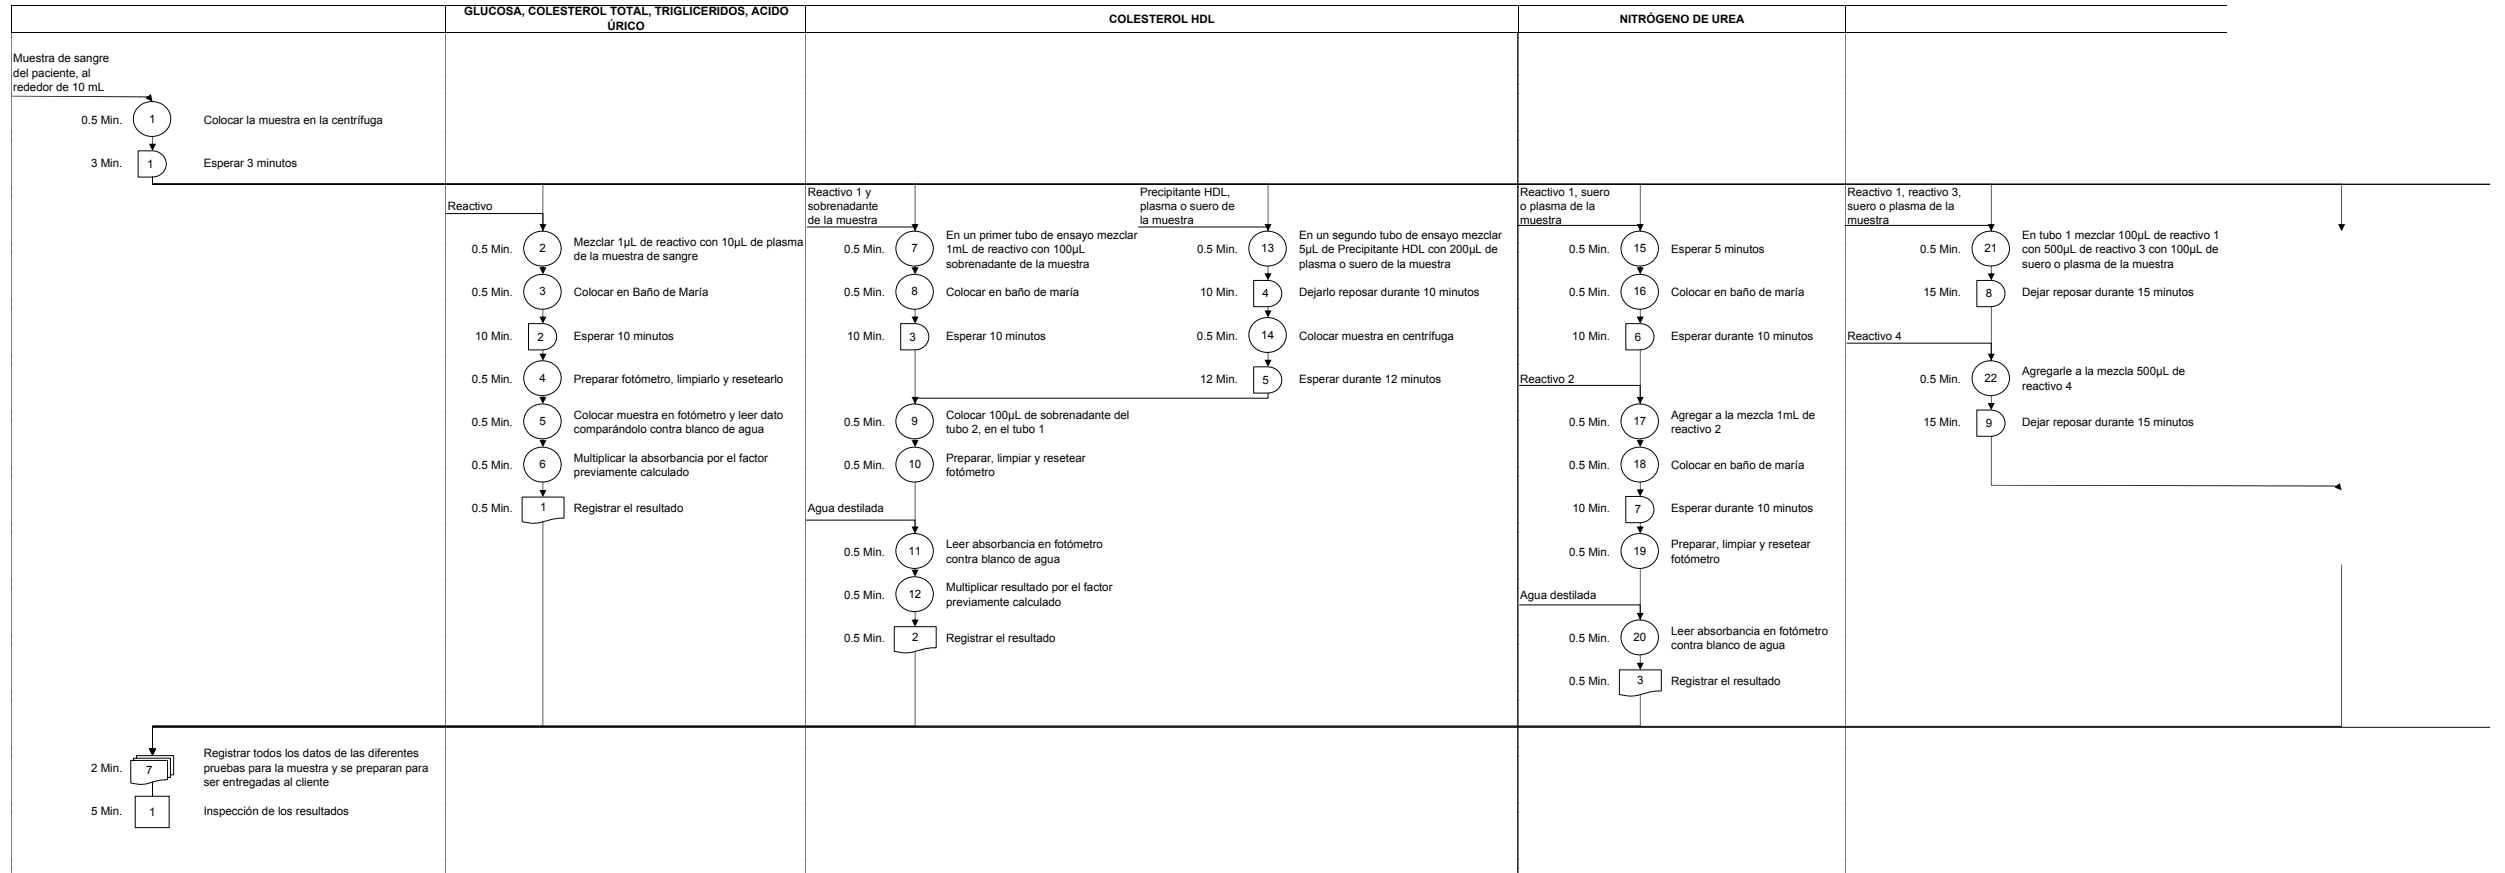 GLUCOSA, COLESTEROL TOTAL, TRIGLICERIDOS, ACIDO
ÚRICO
COLESTEROL HDL
NITRÓGENO DE UREA
Muestra de sangre
del paciente, al
rededor de 10 mL
0.5 Min.
1
Colocar la muestra en la centrífuga
3 Min.
1
Esperar 3 minutos
Reactivo
0.5 Min.
2
Mezclar 1µL de reactivo con 10µL de plasma
de la muestra de sangre
0.5 Min.
3
Colocar en Baño de María
10 Min.
2
Esperar 10 minutos
0.5 Min.
4
Preparar fotómetro, limpiarlo y resetearlo
0.5 Min.
5
Colocar muestra en fotómetro y leer dato
comparándolo contra blanco de agua
0.5 Min.
6
Multiplicar la absorbancia por el factor
previamente calculado
0.5 Min.
1
Registrar el resultado
Reactivo 1 y
sobrenadante
de la muestra
0.5 Min.
7
En un primer tubo de ensayo mezclar
1mL de reactivo con 100µL
sobrenadante de la muestra
0.5 Min.
8
Colocar en baño de maría
10 Min.
3
Esperar 10 minutos
0.5 Min.
9
Colocar 100µL de sobrenadante del
tubo 2, en el tubo 1
0.5 Min.
10
Preparar, limpiar y resetear
fotómetro
Agua destilada
0.5 Min.
11
Leer absorbancia en fotómetro
contra blanco de agua
0.5 Min.
12
Multiplicar resultado por el factor
previamente calculado
0.5 Min.
2
Registrar el resultado
Precipitante HDL,
plasma o suero de
la muestra
0.5 Min.
13
En un segundo tubo de ensayo mezclar
5µL de Precipitante HDL con 200µL de
plasma o suero de la muestra
10 Min.
4
Dejarlo reposar durante 10 minutos
0.5 Min.
14
Colocar muestra en centrífuga
12 Min.
5
Esperar durante 12 minutos
Reactivo 1, suero
o plasma de la
muestra
0.5 Min.
15
Esperar 5 minutos
0.5 Min.
16
Colocar en baño de maría
10 Min.
6
Esperar durante 10 minutos
Reactivo 2
0.5 Min.
17
Agregar a la mezcla 1mL de
reactivo 2
0.5 Min.
18
Colocar en baño de maría
10 Min.
7
Esperar durante 10 minutos
0.5 Min.
19
Preparar, limpiar y resetear
fotómetro
Agua destilada
0.5 Min.
20
Leer absorbancia en fotómetro
contra blanco de agua
0.5 Min.
3
Registrar el resultado
Reactivo 1, reactivo 3,
suero o plasma de la
muestra
0.5 Min.
21
En tubo 1 mezclar 100µL de reactivo 1
con 500µL de reactivo 3 con 100µL de
suero o plasma de la muestra
15 Min.
8
Dejar reposar durante 15 minutos
Reactivo 4
0.5 Min.
22
Agregarle a la mezcla 500µL de
reactivo 4
15 Min.
9
Dejar reposar durante 15 minutos
2 Min.
7
Registrar todos los datos de las diferentes
pruebas para la muestra y se preparan para
ser entregadas al cliente
5 Min.
1
Inspección de los resultados